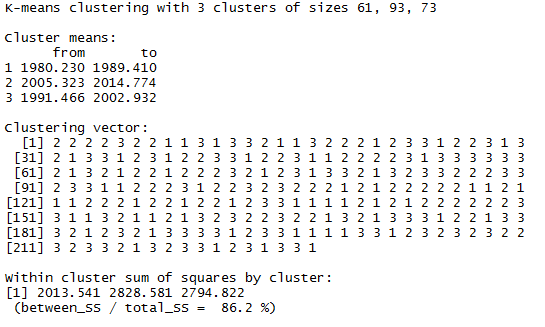 K-means clustering with 3 clusters of sizes 61, 93, 73

Cluster means:
      from       to
1 1980.230 1989.410
2 2005.323 2014.774
3 1991.466 2002.932

Clustering vector:
  [1] 2 2 2 2 3 2 2 1 1 3 1 3 3 2 1 1 3 2 2 2 1 2 3 3 1 2 2 3 1 3
 [31] 2 1 3 3 1 2 3 1 2 2 3 3 1 2 2 3 1 1 2 2 2 2 3 1 3 3 3 3 3 3
 [61] 2 1 3 2 1 2 2 1 2 2 2 3 2 1 2 3 1 3 3 2 1 3 2 3 3 2 2 2 3 3
 [91] 2 3 3 1 1 2 2 2 3 1 2 2 3 2 3 2 2 2 1 2 1 2 2 2 2 2 1 1 2 1
[121] 1 1 2 2 2 1 2 2 1 2 2 1 2 3 3 1 1 1 1 2 1 2 1 2 2 2 2 2 2 3
[151] 3 1 1 3 2 1 1 2 1 3 2 3 2 2 3 2 2 1 3 2 1 3 3 3 1 2 2 1 3 3
[181] 3 2 1 2 3 2 1 3 3 3 3 1 2 3 3 1 1 1 1 3 3 1 2 3 2 3 2 3 2 2
[211] 3 2 3 3 2 1 3 2 3 3 1 2 3 1 3 3 1

Within cluster sum of squares by cluster:
[1] 2013.541 2828.581 2794.822
 (between_SS / total_SS =  86.2 %)